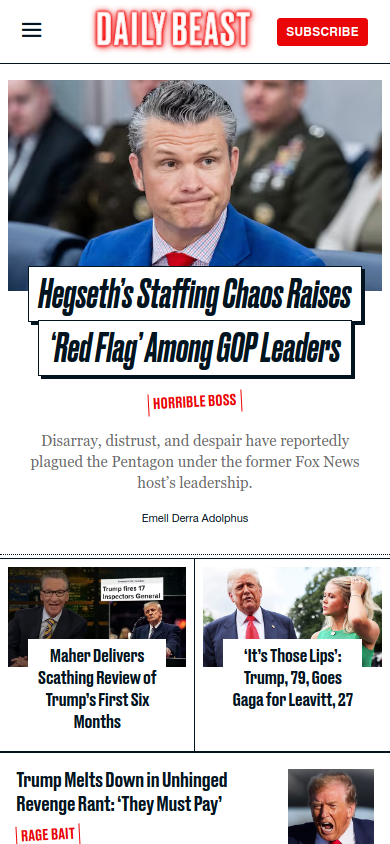 DAILY BEAST
SUBSCRIBE
Hegseth's Staffing Chaos Raises
'Red Flag' Among GOP Leaders
HORRIBLE BOSS
Disarray, distrust, and despair have reportedly
plagued the Pentagon under the former Fox News
host's leadership.
Emell Derra Adolphus
Trump fires 17
Inspectors General
Maher Delivers
Scathing Review of
Trump's First Six
Months
'It's Those Lips':
Trump, 79, Goes
Gaga for Leavitt, 27
Trump Melts Down in Unhinged
Revenge Rant: 'They Must Pay'
RAGE BAIT